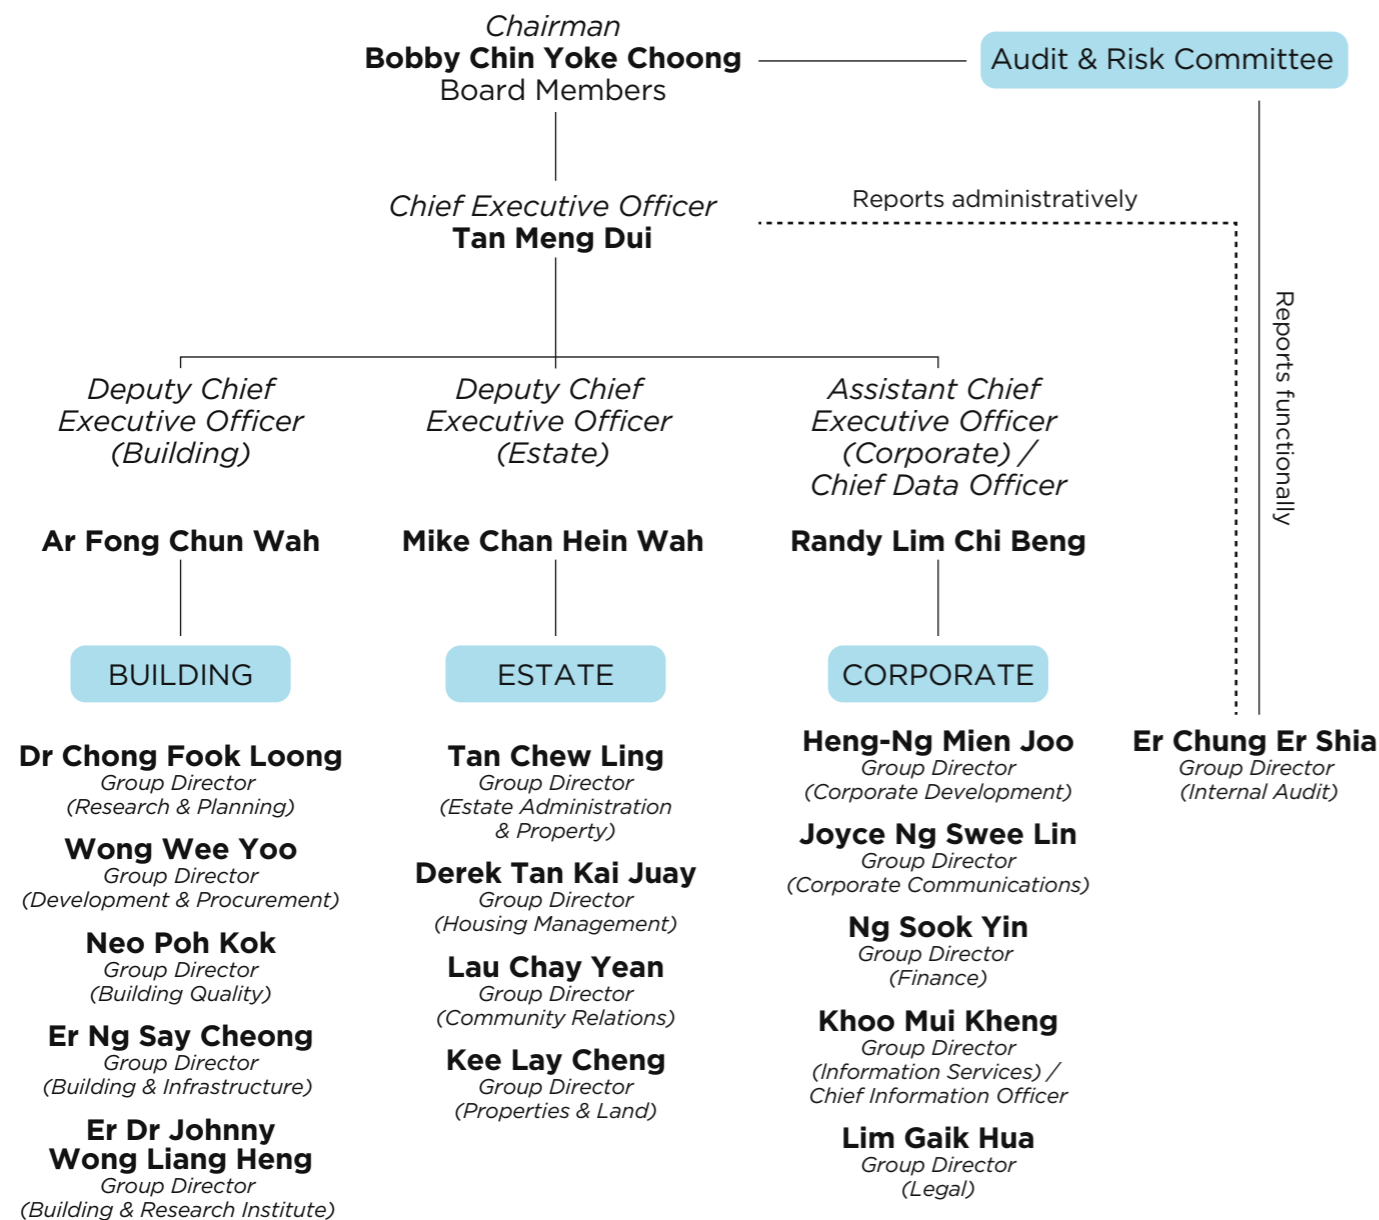 Chairman
Bobby Chin Yoke Choong
Board Members
Audit & Risk Committee
Chief Executive Officer
Tan Meng Dui
Reports administratively
Reports functionally
Deputy Chief
Executive Officer
(Building)
Ar Fong Chun Wah
Deputy Chief
Executive Officer
(Estate)
Mike Chan Hein Wah
Assistant Chief
Executive Officer
(Corporate) /
Chief Data Officer
Randy Lim Chi Beng
BUILDING
Dr Chong Fook Loong
Group Director
(Research & Planning)
Wong Wee Yoo
Group Director
(Development & Procurement)
Neo Poh Kok
Group Director
(Building Quality)
Er Ng Say Cheong
Group Director
(Building & Infrastructure)
Er Dr Johnny
Wong Liang Heng
Group Director
(Building & Research Institute)
ESTATE
Tan Chew Ling
Group Director
(Estate Administration
& Property)
Derek Tan Kai Juay
Group Director
(Housing Management)
Lau Chay Yean
Group Director
(Community Relations)
Kee Lay Cheng
Group Director
(Properties & Land)
CORPORATE
Heng-Ng Mien Joo
Group Director
(Corporate Development)
Joyce Ng Swee Lin
Group Director
(Corporate Communications)
Ng Sook Yin
Group Director
(Finance)
Khoo Mui Kheng
Group Director
(Information Services) /
Chief Information Officer
Lim Gaik Hua
Group Director
(Legal)
Er Chung Er Shia
Group Director
(Internal Audit)